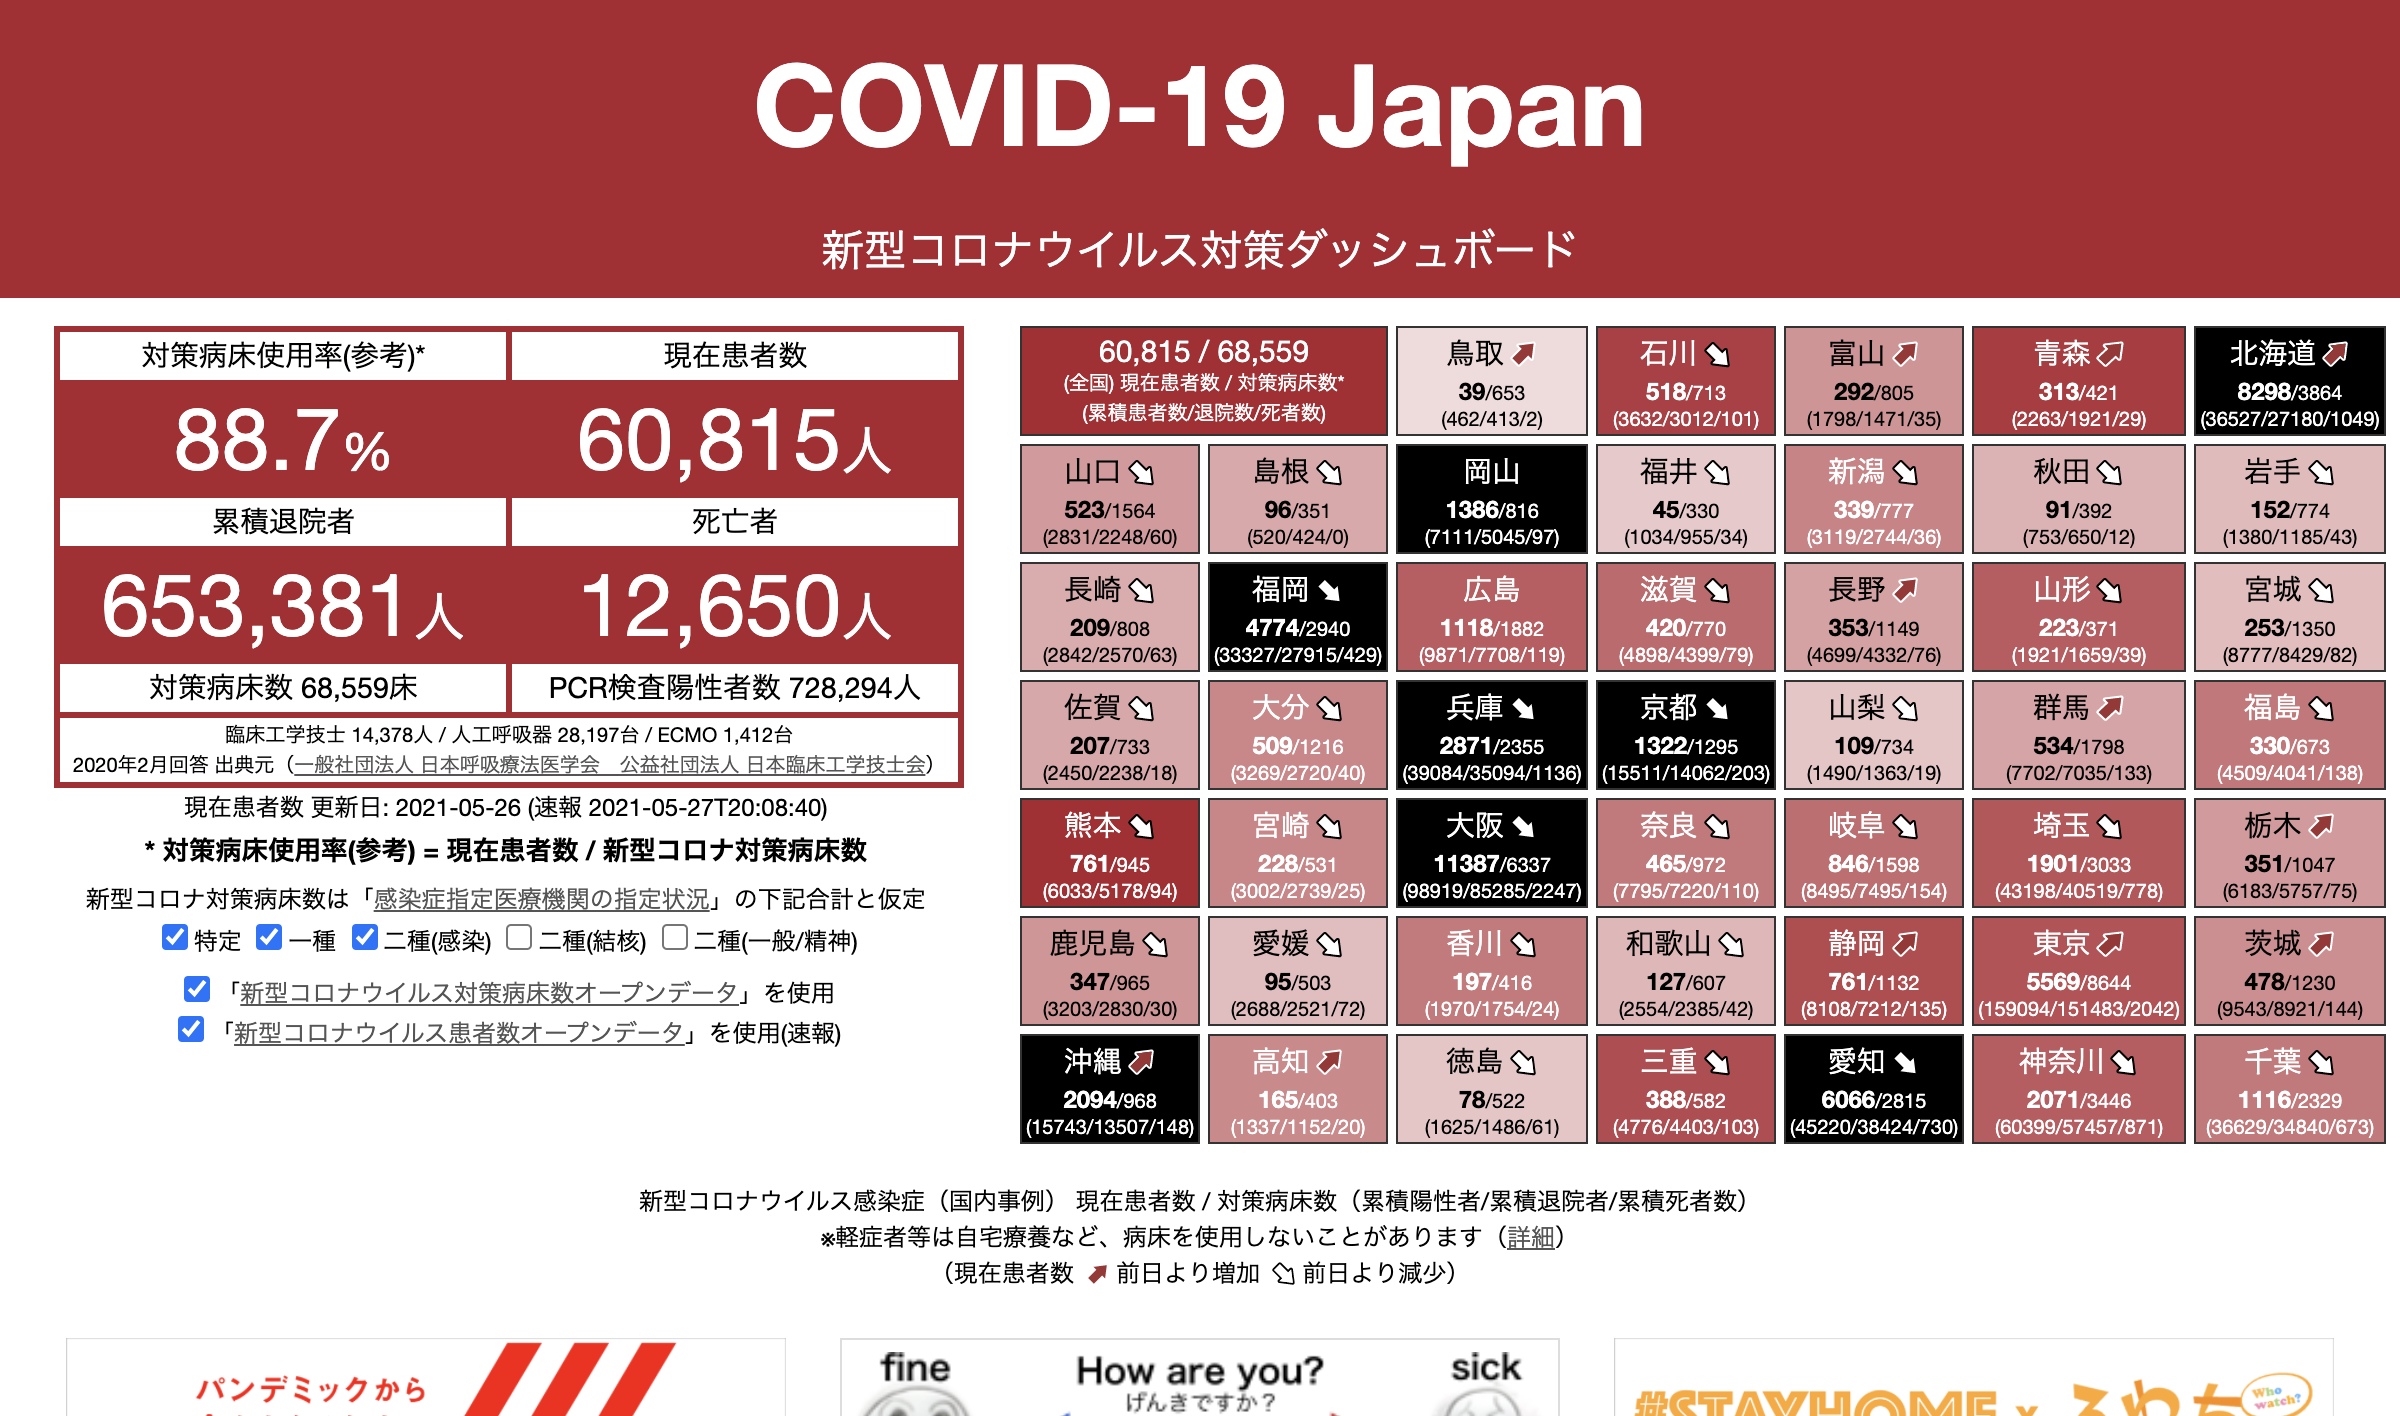 COVID-19 Japan
新型コロナウイルス対策ダッシュボード
対策病床使用率(参考)*
現在患者数
88.7%
60,815人
累積退院者
死亡者
653,381人
12,650人
対策病床数 68,559床
PCR検査陽性者数 728,294人
臨床工学技士 14,378人 / 人工呼吸器 28,197台 / ECMO 1,412台
2020年2月回答 出典元（一般社団法人 日本呼吸療法医学会　公益社団法人 日本臨床工学技士会）
現在患者数 更新日: 2021-05-26 (速報 2021-05-27T20:08:40)
* 対策病床使用率(参考) = 現在患者数 / 新型コロナ対策病床数
新型コロナ対策病床数は「感染症指定医療機関の指定状況」の下記合計と仮定
特定 一種 二種(感染) 二種(結核) 二種(一般/精神)
「新型コロナウイルス対策病床数オープンデータ」を使用
「新型コロナウイルス患者数オープンデータ」を使用(速報)
60,815 / 68,559
(全国) 現在患者数 / 対策病床数*
(累積患者数/退院数/死者数)
鳥取
39/653
(462/413/2)
石川
518/713
(3632/3012/101)
富山
292/805
(1798/1471/35)
青森
313/421
(2263/1921/29)
北海道
8298/3864
(36527/27180/1049)
山口
523/1564
(2831/2248/60)
島根
96/351
(520/424/0)
岡山
1386/816
(7111/5045/97)
福井
45/330
(1034/955/34)
新潟
339/777
(3119/2744/36)
秋田
91/392
(753/650/12)
岩手
152/774
(1380/1185/43)
長崎
209/808
(2842/2570/63)
福岡
4774/2940
(33327/27915/429)
広島
1118/1882
(9871/7708/119)
滋賀
420/770
(4898/4399/79)
長野
353/1149
(4699/4332/76)
山形
223/371
(1921/1659/39)
宮城
253/1350
(8777/8429/82)
佐賀
207/733
(2450/2238/18)
大分
509/1216
(3269/2720/40)
兵庫
2871/2355
(39084/35094/1136)
京都
1322/1295
(15511/14062/203)
山梨
109/734
(1490/1363/19)
群馬
534/1798
(7702/7035/133)
福島
330/673
(4509/4041/138)
熊本
761/945
(6033/5178/94)
宮崎
228/531
(3002/2739/25)
大阪
11387/6337
(98919/85285/2247)
奈良
465/972
(7795/7220/110)
岐阜
846/1598
(8495/7495/154)
埼玉
1901/3033
(43198/40519/778)
栃木
351/1047
(6183/5757/75)
鹿児島
347/965
(3203/2830/30)
愛媛
95/503
(2688/2521/72)
香川
197/416
(1970/1754/24)
和歌山
127/607
(2554/2385/42)
静岡
761/1132
(8108/7212/135)
東京
5569/8644
(159094/151483/2042)
茨城
478/1230
(9543/8921/144)
沖縄
2094/968
(15743/13507/148)
高知
165/403
(1337/1152/20)
徳島
78/522
(1625/1486/61)
三重
388/582
(4776/4403/103)
愛知
6066/2815
(45220/38424/730)
神奈川
2071/3446
(60399/57457/871)
千葉
1116/2329
(36629/34840/673)
新型コロナウイルス感染症（国内事例） 現在患者数 / 対策病床数（累積陽性者/累積退院者/累積死者数）
※軽症者等は自宅療養など、病床を使用しないことがあります（詳細）
（現在患者数 前日より増加 前日より減少）
パンデミックから
fine
How are you?
sick
げんきですか？
#STAYHOME x ふわち
Who watch?